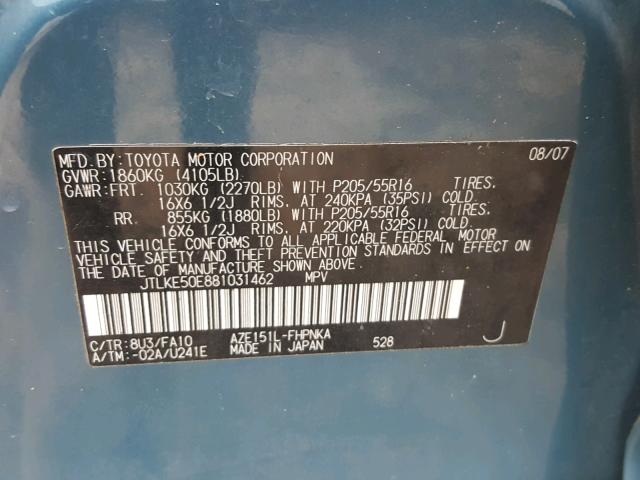 MFD.BY:TOYOTA MOTOR CORPORATION 08/07
GVWR:1860KG (4105LB)
GAWR:FRT. 1030KG (2270LB) WITH P205/55R16 TIRES.
16X6 1/2J RIMS. AT 240KPA (35PSI) COLD.
RR. 855KG (1880LB) WITH P205/55R16 TIRES.
16X6 1/2J RIMS. AT 220KPA (32PSI) COLD.
THIS VEHICLE CONFORMS TO ALL APPLICABLE FEDERAL MOTOR
VEHICLE SAFETY AND THEFT PREVENTION STANDARDS IN EFFECT ON
THE DATE OF MANUFACTURE SHOWN ABOVE.
JTLKE50E881031462 MPV
C/TR:8U3/FA10 AZE151L-FHPNKA
A/TM:-02A/U241E MADE IN JAPAN 528 J